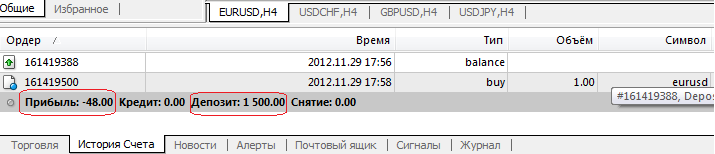 Общие Избранное EURUSD,H4 USDCHF,H4 GBPUSD,H4 USDJPY,H4
Ордер / Время Тип Объём Символ
161419388 2012.11.29 17:56 balance
161419500 2012.11.29 17:58 buy 1.00 eurusd
Прибыль: -48.00 Кредит: 0.00 Депозит: 1 500.00 Снятие: 0.00
#161419388, Depos
Торговля История Счета Новости Алерты Почтовый ящик Сигналы Журнал